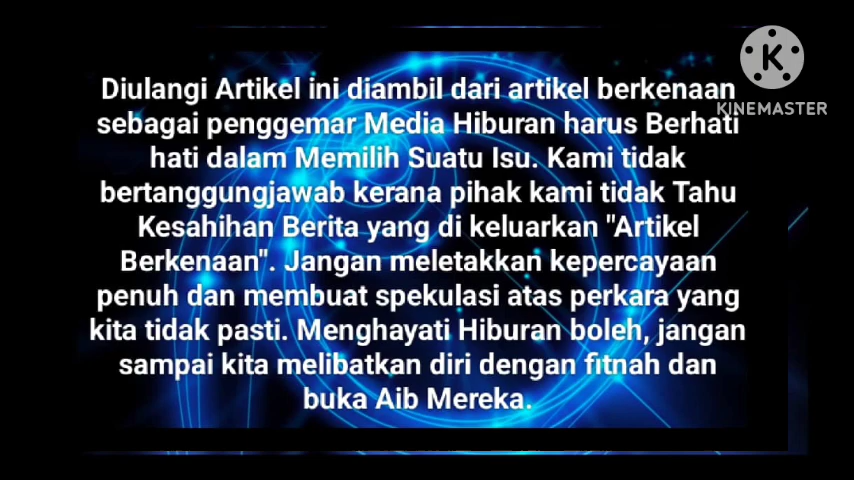 KINEMASTER
Diulangi Artikel ini diambil dari artikel berkenaan
sebagai penggemar Media Hiburan harus Berhati
hati dalam Memilih Suatu Isu. Kami tidak
bertanggungjawab kerana pihak kami tidak Tahu
Kesahihan Berita yang di keluarkan "Artikel
Berkenaan". Jangan meletakkan kepercayaan
penuh dan membuat spekulasi atas perkara yang
kita tidak pasti. Menghayati Hiburan boleh, jangan
sampai kita melibatkan diri dengan fitnah dan
buka Aib Mereka.